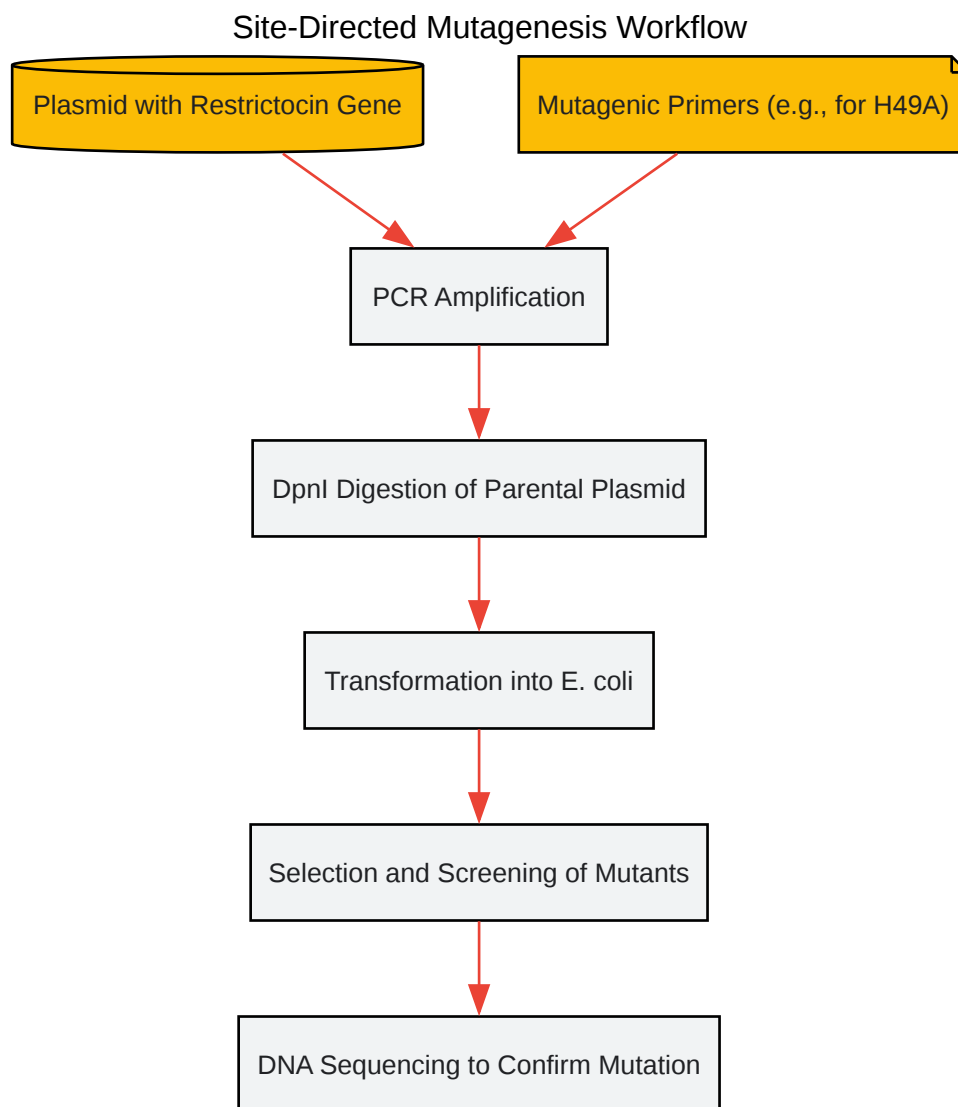 Site-Directed Mutagenesis Workflow
Plasmid with Restrictocin Gene
Mutagenic Primers (e.g., for H49A)
PCR Amplification
DpnI Digestion of Parental Plasmid
Transformation into E. coli
Selection and Screening of Mutants
DNA Sequencing to Confirm Mutation